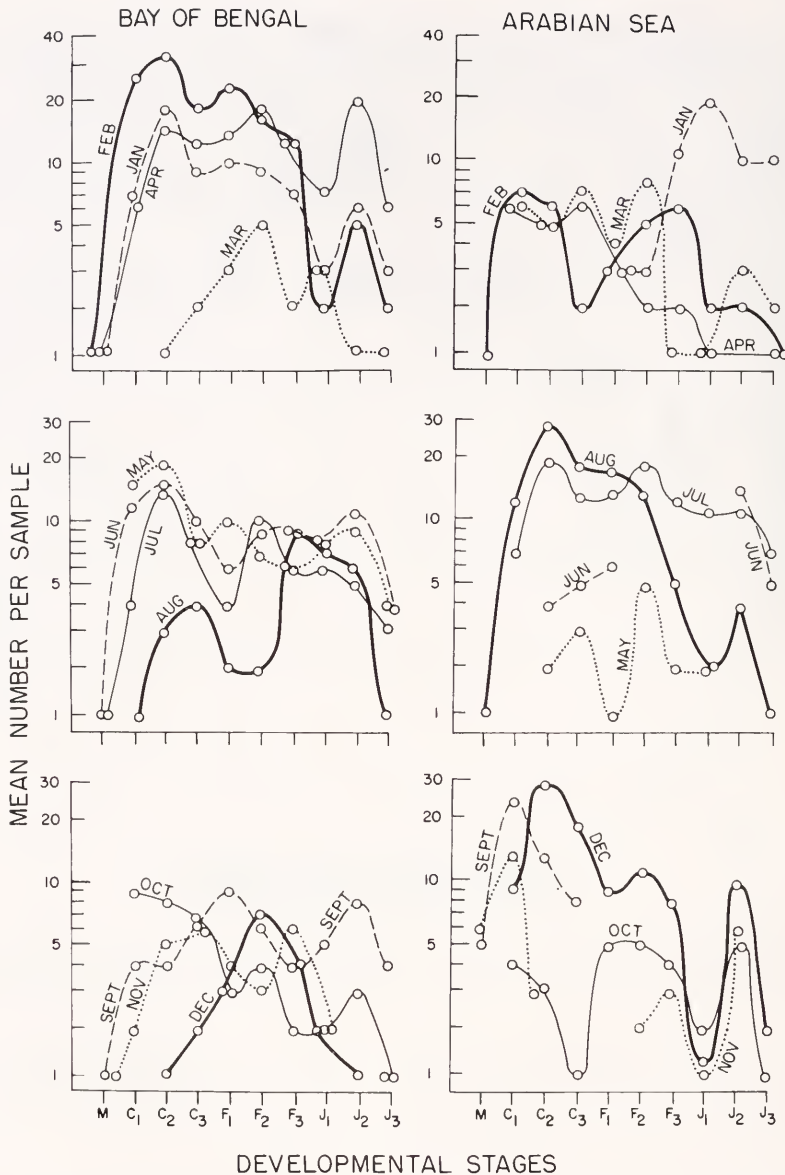 BAY OF BENGAL
ARABIAN SEA
40
20
10
5
1
FEB
JAN
APR
MAR
40
20
10
5
1
FEB
MAR
JAN
APR
MEAN NUMBER PER SAMPLE
30
20
10
5
1
MAY
JUN
JUL
AUG
30
20
10
5
1
AUG
JUL
JUN
JUN
MAY
30
20
10
5
1
OCT
SEPT
SEPT
NOV
DEC
M C1 C2 C3 F1 F2 F3 J1 J2 J3
30
20
10
5
1
SEPT
DEC
OCT
NOV
M C1 C2 C3 F1 F2 F3 J1 J2 J3
DEVELOPMENTAL STAGES